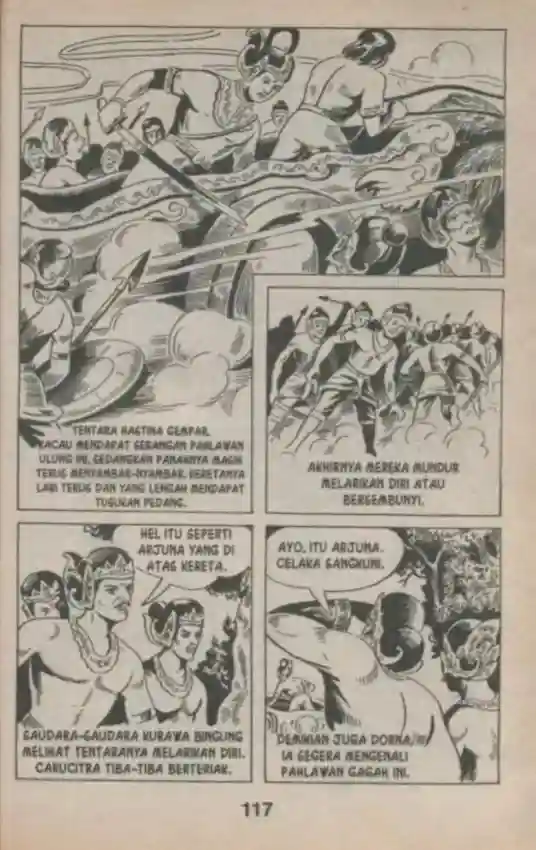 TENTARA HASTINA GEMPAR,
KACAU MENDAPAT SERANGAN PAHLAWAN
ULUNG INI, SEDANGKAN PANAHNYA MASIH
TERUS MENYAMBAR-NYAMBAR. KERETANYA
LARI TERUS DAN YANG LENGAH MENDAPAT
TUSUKAN PEDANG.
AKHIRNYA MEREKA MUNDUR
MELARIKAN DIRI ATAU
BERSEMBUNYI.
HEI, ITU SEPERTI
ARJUNA YANG DI
ATAS KERETA.
SAUDARA-SAUDARA KURAWA BINGUNG
MELIHAT TENTARANYA MELARIKAN DIRI.
CARUCITRA TIBA-TIBA BERTERIAK.
AYO, ITU ARJUNA.
CELAKA SANGKUNI.
DEMIKIAN JUGA DORNA,
IA SEGERA MENGENALI
PAHLAWAN GAGAH INI.
117